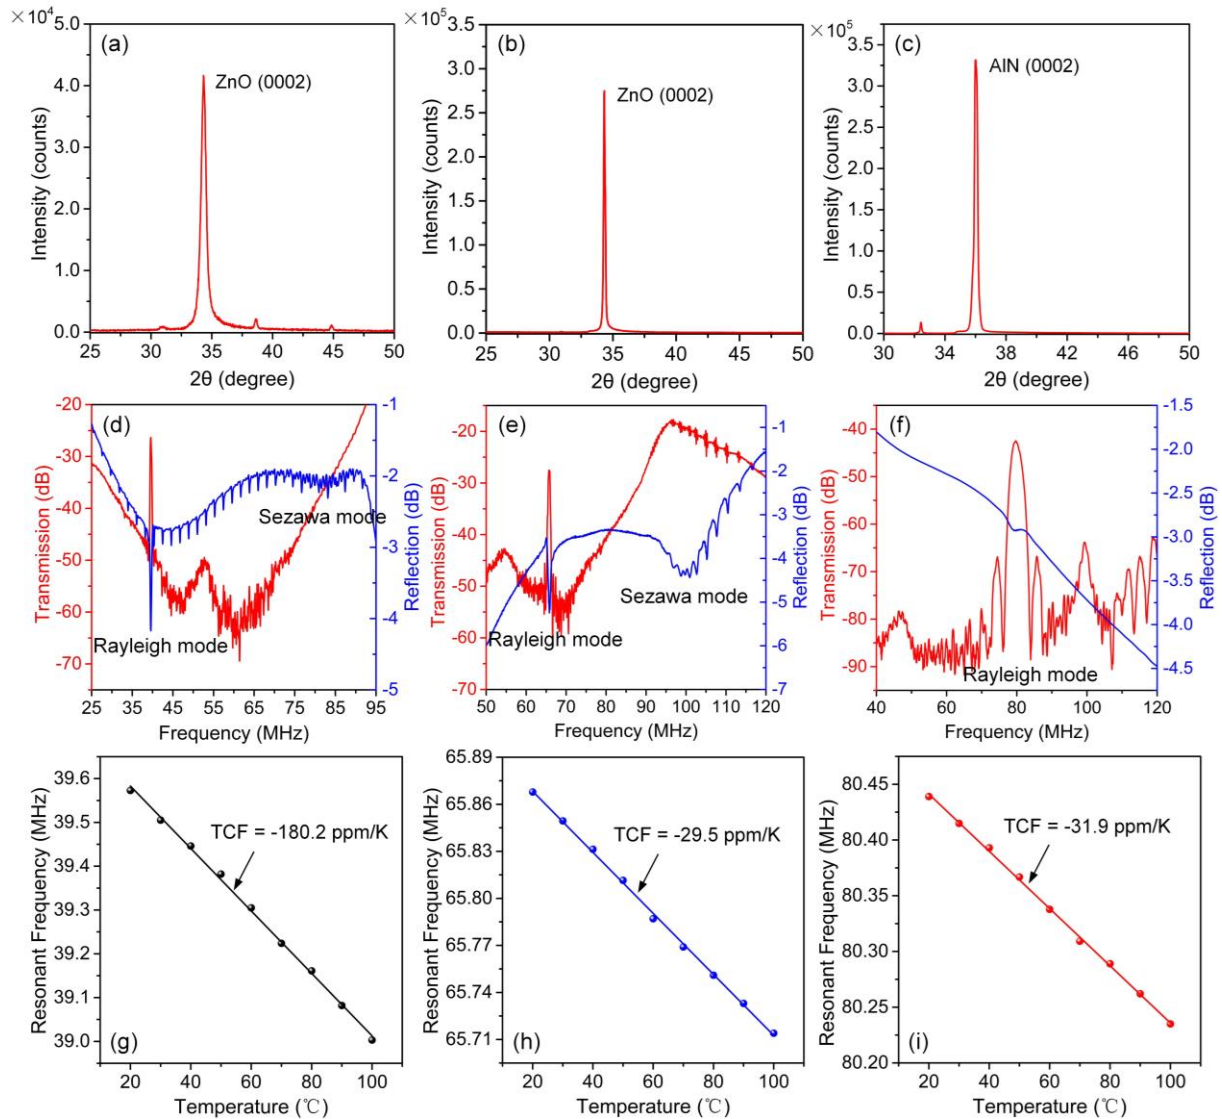 ×10⁴
5.0
4.0
3.0
2.0
1.0
0.0
Intensity (counts)
(a)
ZnO (0002)
25 30 35 40 45 50
2θ (degree)
×10⁵
3.5
3.0
2.5
2.0
1.5
1.0
0.5
0.0
Intensity (counts)
(b)
ZnO (0002)
25 30 35 40 45 50
2θ (degree)
×10⁵
3.5
3.0
2.5
2.0
1.5
1.0
0.5
0.0
Intensity (counts)
(c)
AlN (0002)
30 34 38 42 46 50
2θ (degree)
-20
-30
-40
-50
-60
-70
Transmission (dB)
(d)
Sezawa mode
Rayleigh mode
-1
-2
-3
-4
-5
Reflection (dB)
25 35 45 55 65 75 85 95
Frequency (MHz)
-10
-20
-30
-40
-50
-60
-70
Transmission (dB)
(e)
Sezawa mode
Rayleigh mode
-1
-2
-3
-4
-5
-6
-7
Reflection (dB)
50 60 70 80 90 100 110 120
Frequency (MHz)
-40
-50
-60
-70
-80
-90
Transmission (dB)
(f)
Rayleigh mode
-1.5
-2.0
-2.5
-3.0
-3.5
-4.0
-4.5
Reflection (dB)
40 60 80 100 120
Frequency (MHz)
39.6
39.5
39.4
39.3
39.2
39.1
39.0
Resonant Frequency (MHz)
TCF = -180.2 ppm/K
(g)
20 40 60 80 100
Temperature (℃)
65.89
65.86
65.83
65.80
65.77
65.74
65.71
Resonant Frequency (MHz)
TCF = -29.5 ppm/K
(h)
20 40 60 80 100
Temperature (℃)
80.45
80.40
80.35
80.30
80.25
80.20
Resonant Frequency (MHz)
TCF = -31.9 ppm/K
(i)
20 40 60 80 100
Temperature (℃)